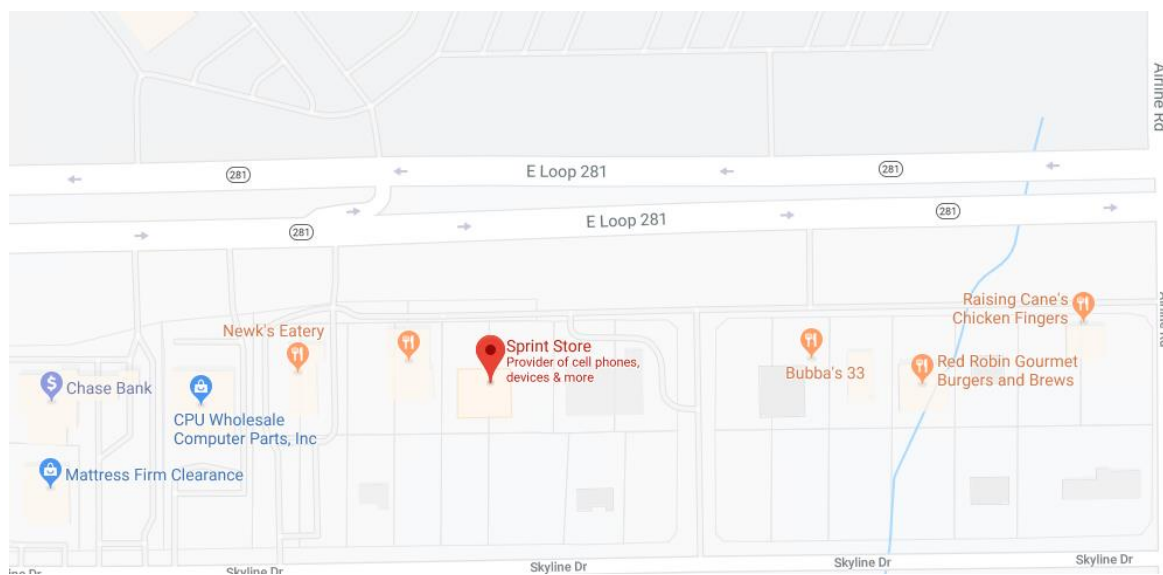 Airline Rd
281
E Loop 281
281
281
E Loop 281
281
Raising Cane's
Chicken Fingers
Newk's Eatery
Sprint Store
Provider of cell phones,
devices & more
Bubba's 33
Red Robin Gourmet
Burgers and Brews
$
Chase Bank
CPU Wholesale
Computer Parts, Inc
Mattress Firm Clearance
Skyline Dr
Skyline Dr
Skyline Dr
Skyline Dr